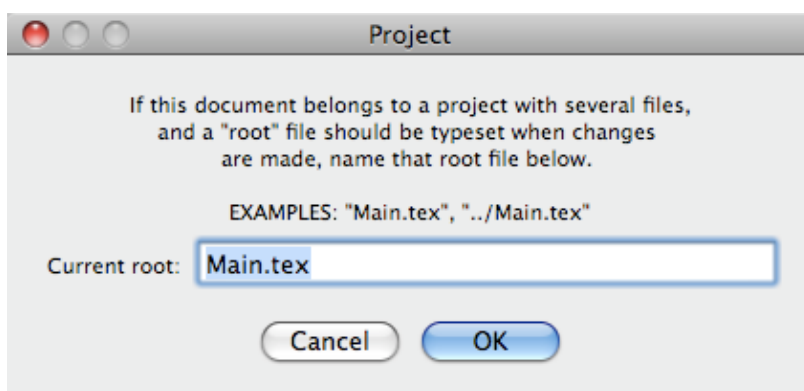 Project
If this document belongs to a project with several files,
and a "root" file should be typeset when changes
are made, name that root file below.
EXAMPLES: "Main.tex", "../Main.tex"
Current root: Main.tex
Cancel OK